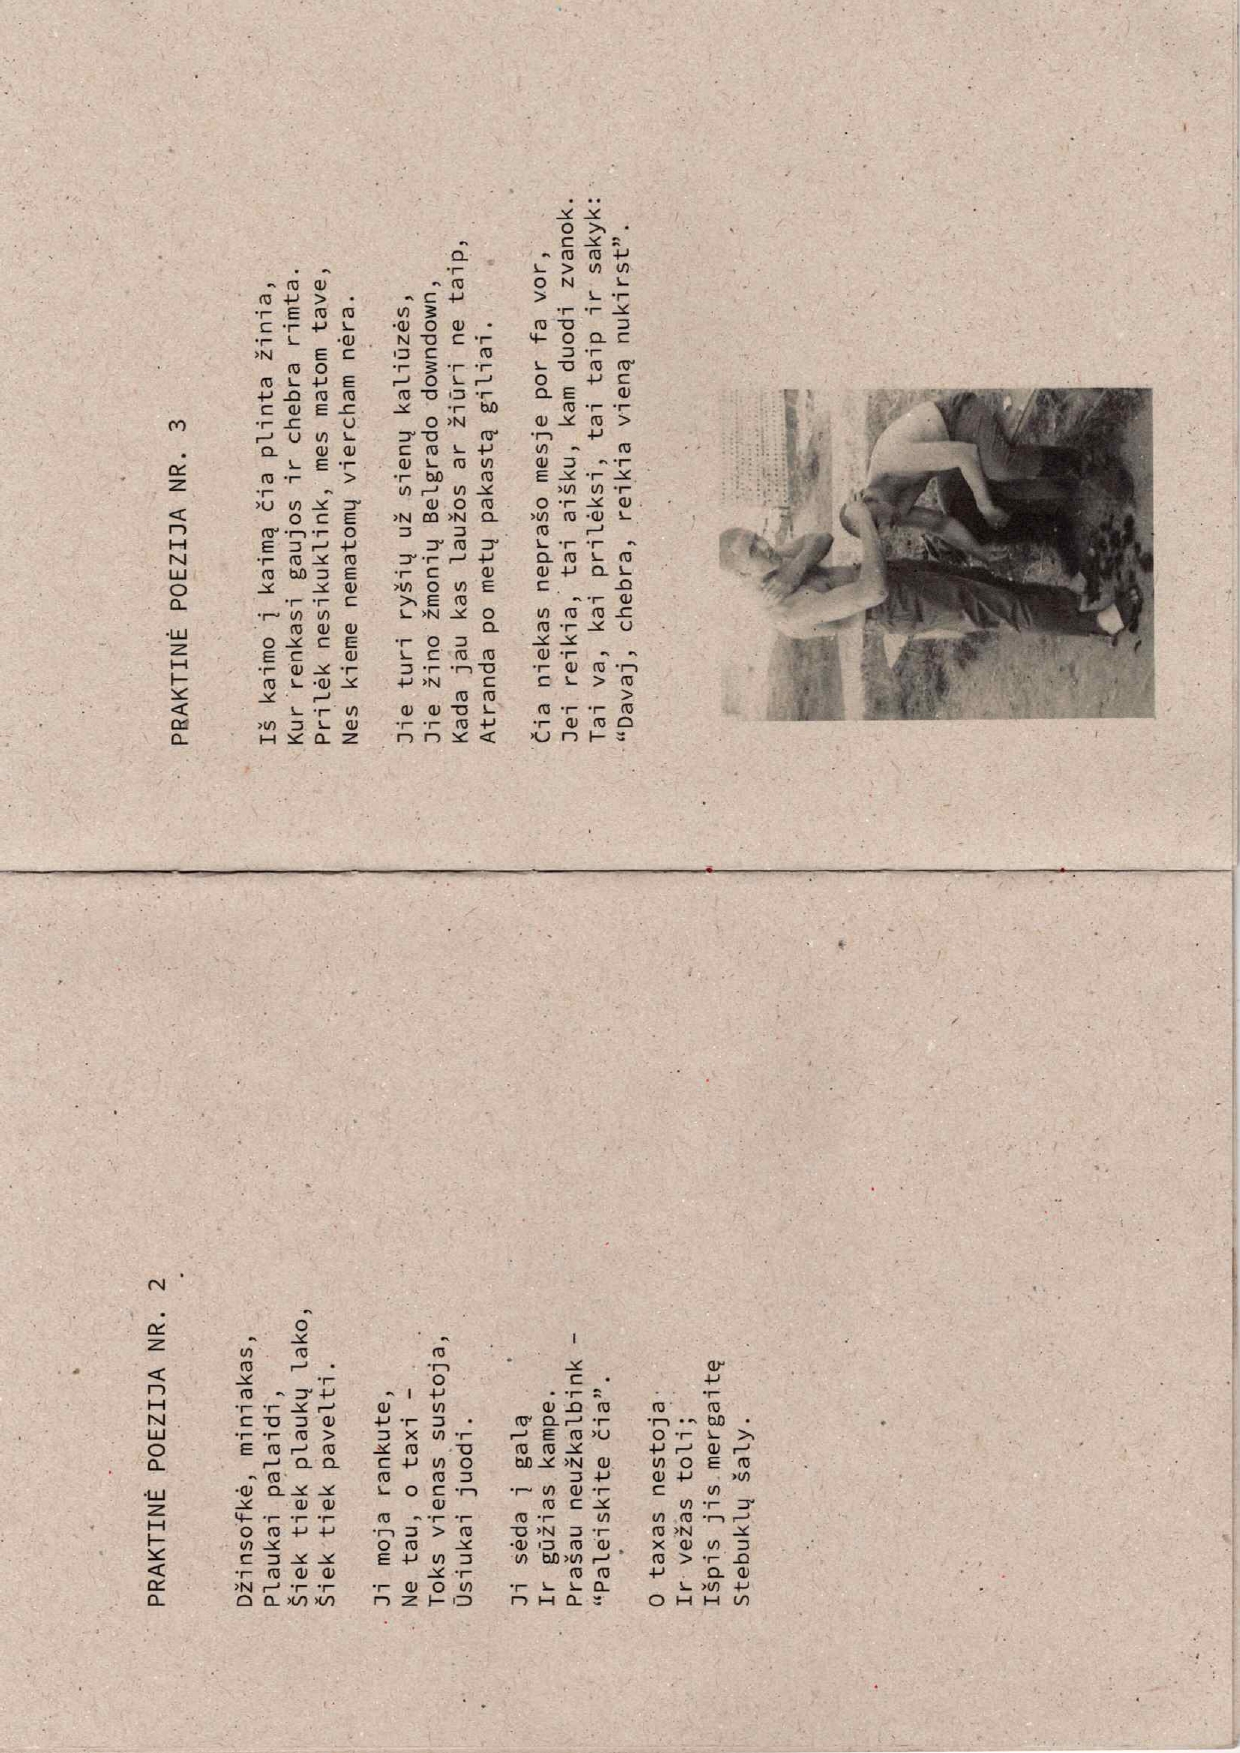 PRAKTINĖ POEZIJA NR. 2
Džinsofkė, miniakas,
Plaukai palaidi,
Šiek tiek plaukų lako,
Šiek tiek pavelti.
Ji moja rankute,
Ne tau, o taxi –
Toks vienas sustoja,
Ūsiukai juodi.
Ji sėda į galą
Ir gūžias kampe.
Prašau neužkalbink –
“Paleiskite čia”.
O taxas nestoja
Ir vežas toli;
Išpis jis mergaitę
Stebuklų šaly.
PRAKTINĖ POEZIJA NR. 3
Iš kaimo į kaimą čia plinta žinia,
Kur renkasi gaujos ir chebra rimta.
Prilėk nesikuklink, mes matom tave,
Nes kieme nematomų viercham nėra.
Jie turi ryšių už sienų kaliūzės,
Jie žino žmonių Belgrado downdown,
Kada jau kas laužos ar žiūri ne taip,
Atranda po metų pakastą giliai.
Čia niekas neprašo mesje por fa vor,
Jei reikia, tai aišku, kam duodi zvanok.
Tai va, kai prilėksi, tai taip ir sakyk:
“Davaj, chebra, reikia vieną nukirst”.